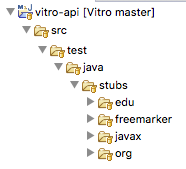 vitro-api [Vitro master]
src
test
java
stubs
edu
freemarker
javax
org